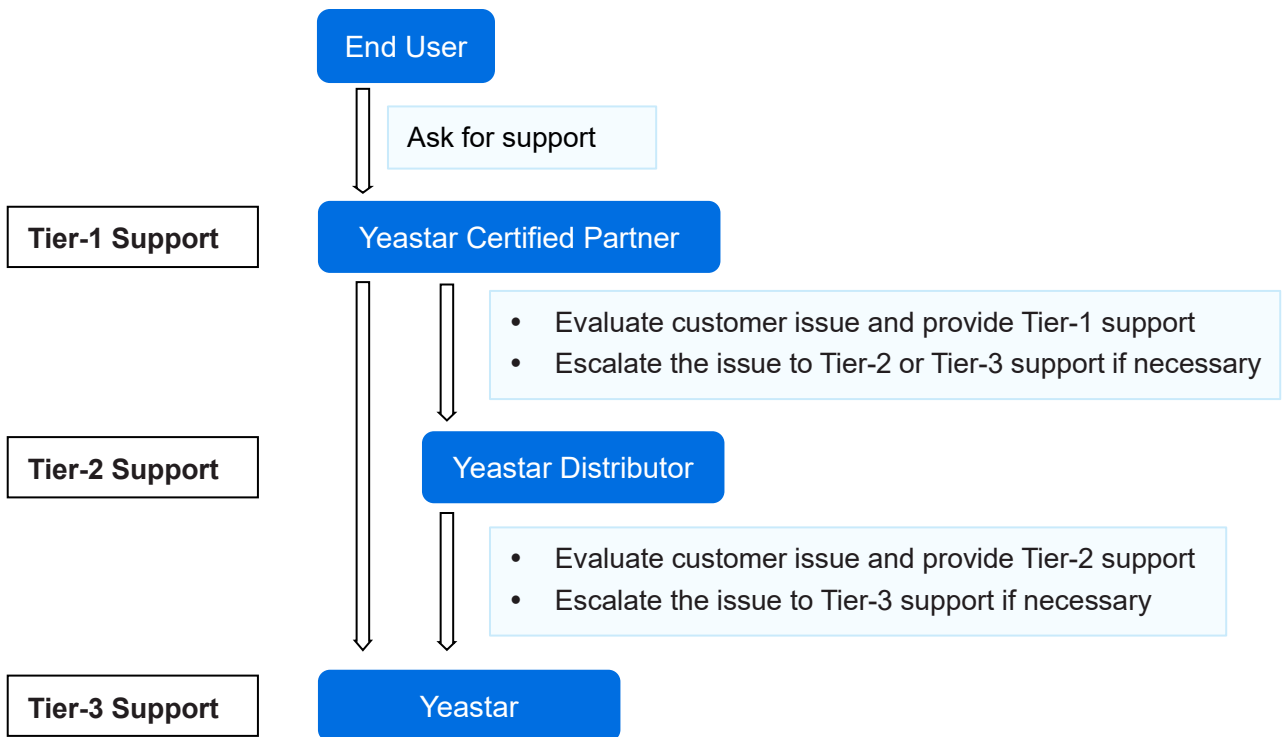 End User
Ask for support
Tier-1 Support
Yeastar Certified Partner
• Evaluate customer issue and provide Tier-1 support
• Escalate the issue to Tier-2 or Tier-3 support if necessary
Tier-2 Support
Yeastar Distributor
• Evaluate customer issue and provide Tier-2 support
• Escalate the issue to Tier-3 support if necessary
Tier-3 Support
Yeastar